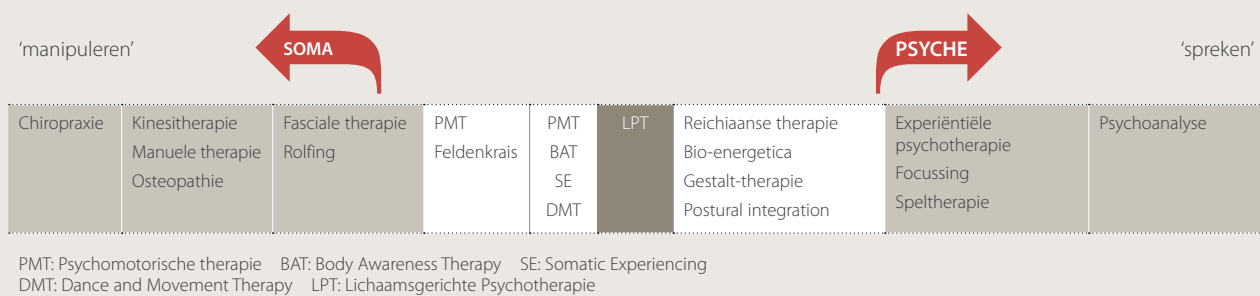 'manipuleren'
SOMA
PSYCHE
'spreken'
Chiropraxie
Kinesitherapie
Manuele therapie
Osteopathie
Fasciale therapie
Rolfing
PMT
Feldenkrais
PMT
BAT
SE
DMT
LPT
Reichiaanse therapie
Bio-energetica
Gestalt-therapie
Postural integration
Experiëntiële
psychotherapie
Focussing
Speltherapie
Psychoanalyse
PMT: Psychomotorische therapie BAT: Body Awareness Therapy SE: Somatic Experiencing
DMT: Dance and Movement Therapy LPT: Lichaamsgerichte Psychotherapie